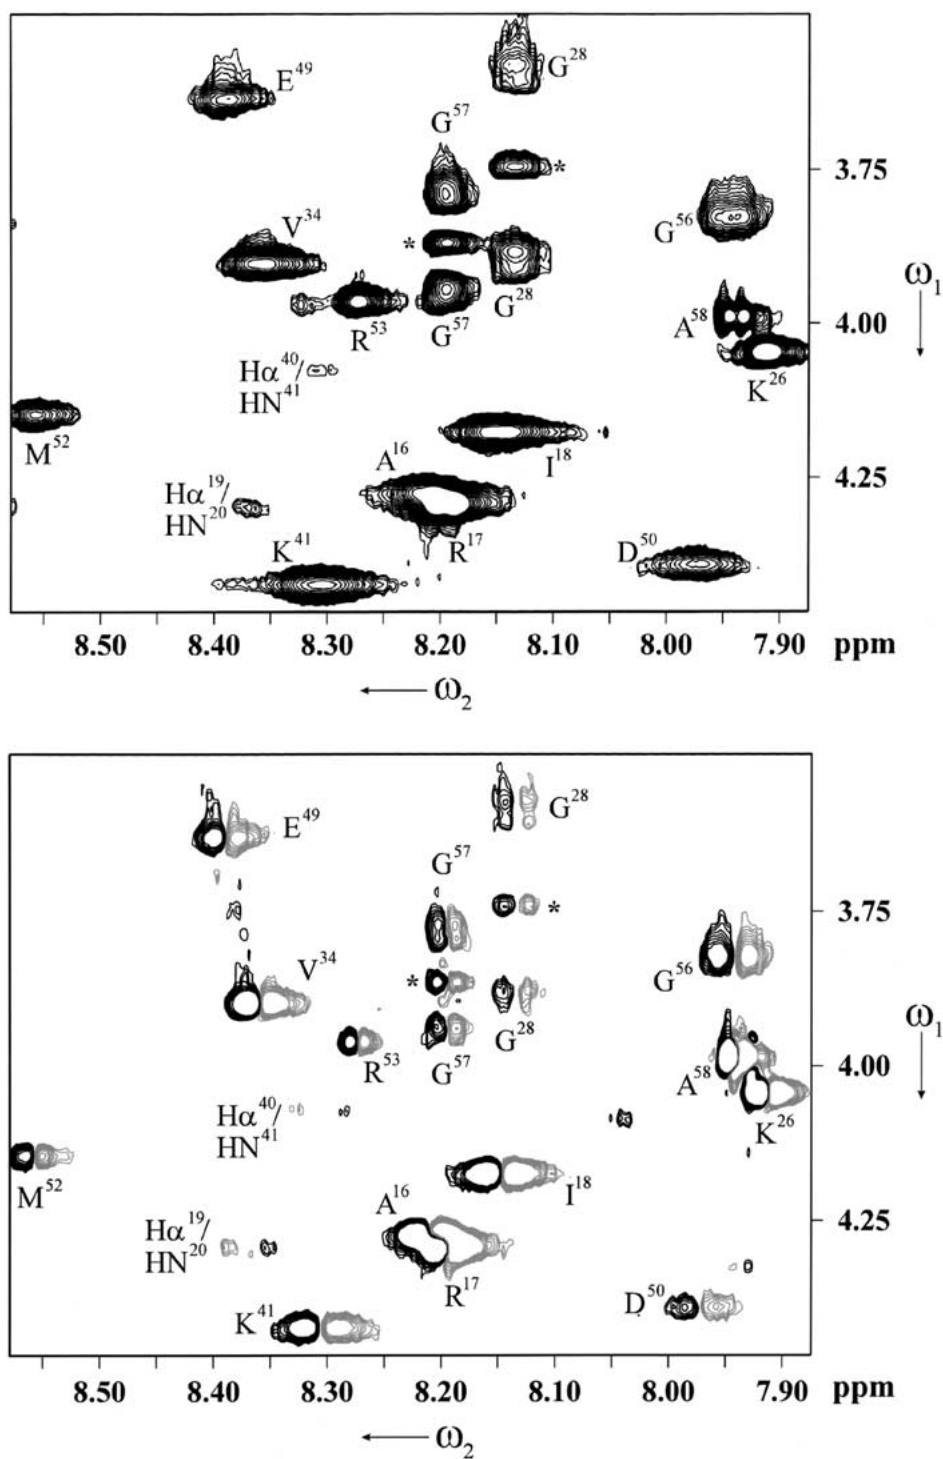 E⁴⁹
G²⁸
G⁵⁷
*
3.75
V³⁴
*
G⁵⁶
ω₁
R⁵³
G⁵⁷
G²⁸
A⁵⁸
4.00
Hα⁴⁰/
HN⁴¹
K²⁶
M⁵²
A¹⁶
I¹⁸
4.25
Hα¹⁹/
HN²⁰
K⁴¹
R¹⁷
D⁵⁰
8.50 8.40 8.30 8.20 8.10 8.00 7.90 ppm
ω₂
E⁴⁹
G²⁸
G⁵⁷
*
3.75
V³⁴
*
G⁵⁶
ω₁
R⁵³
G⁵⁷
G²⁸
A⁵⁸
4.00
Hα⁴⁰/
HN⁴¹
K²⁶
M⁵²
A¹⁶
I¹⁸
4.25
Hα¹⁹/
HN²⁰
K⁴¹
R¹⁷
D⁵⁰
8.50 8.40 8.30 8.20 8.10 8.00 7.90 ppm
ω₂